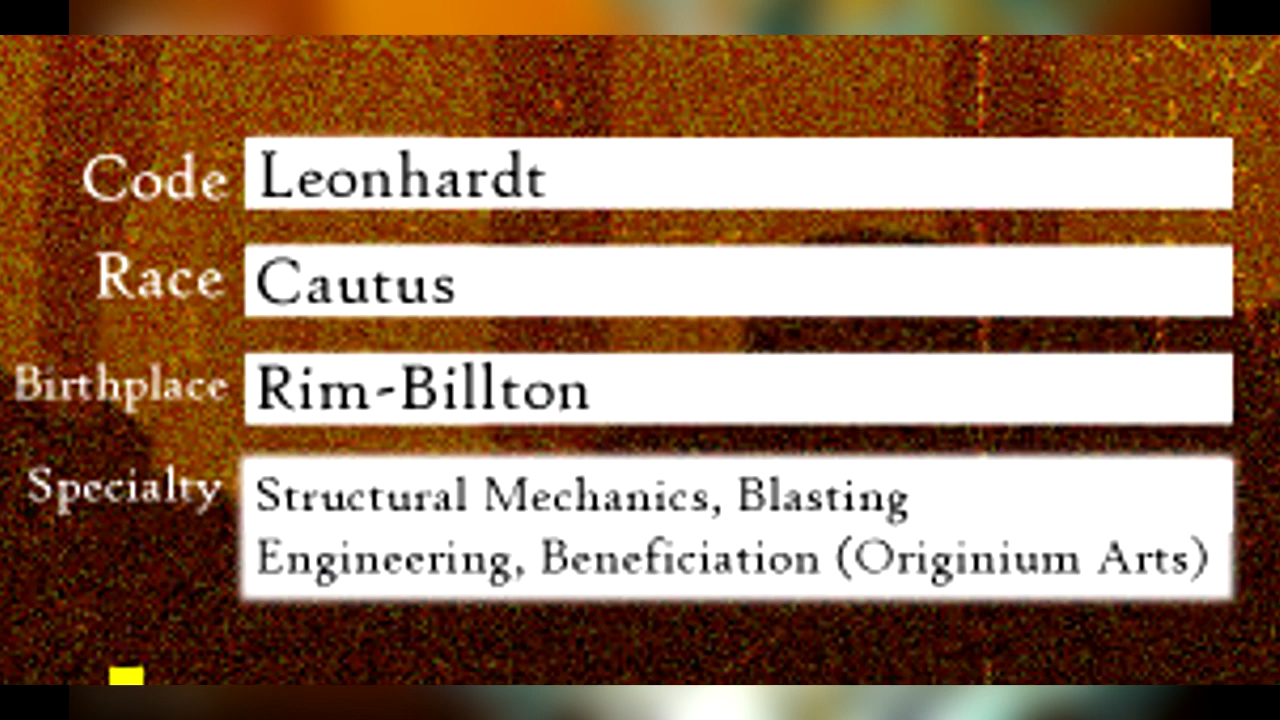 Code Leonhardt
Race Cautus
Birthplace Rim-Billton
Specialty Structural Mechanics, Blasting
Engineering, Beneficiation (Originium Arts)